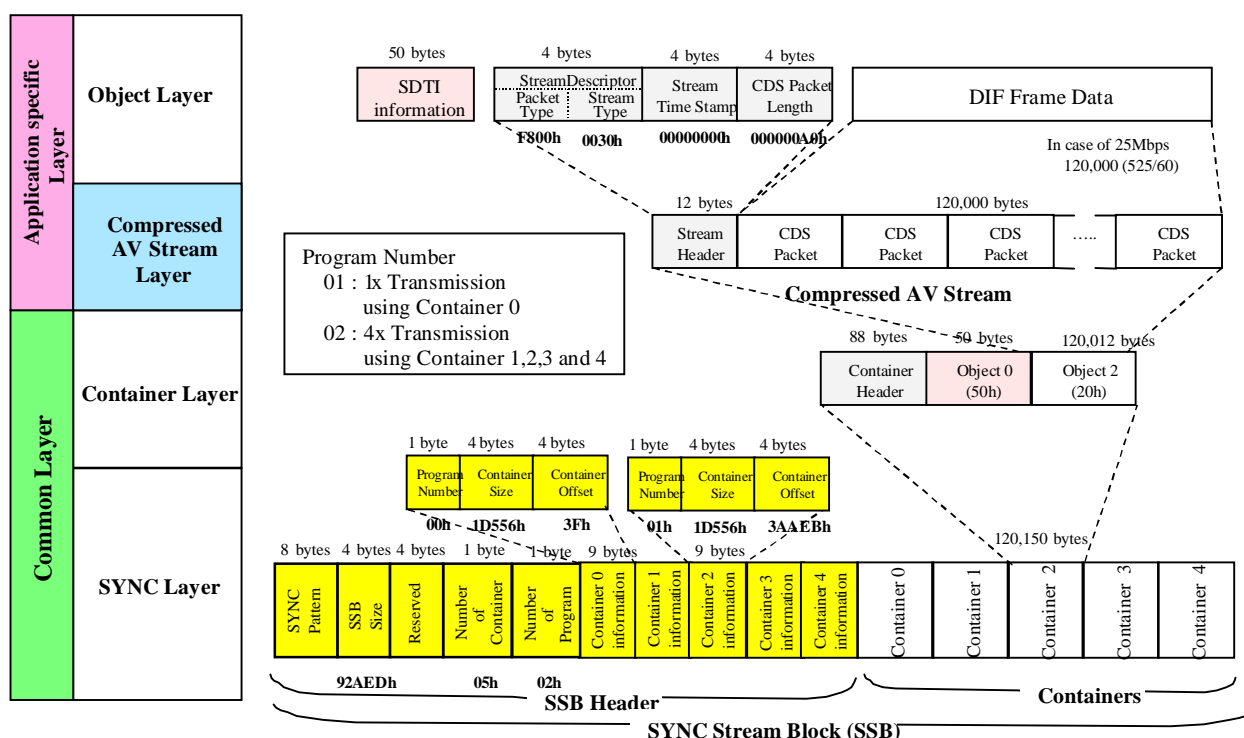 Application specific
Layer
Common Layer
Object Layer
Compressed
AV Stream
Layer
Container Layer
SYNC Layer
50 bytes
SDTI
information
4 bytes
4 bytes
4 bytes
StreamDescriptor
Packet
Type
Stream
Type
Stream
Time Stamp
CDS Packet
Length
F800h
0030h
00000000h
000000A0h
DIF Frame Data
In case of 25Mbps
120,000 (525/60)
12 bytes
120,000 bytes
Stream
Header
CDS
Packet
CDS
Packet
CDS
Packet
.....
CDS
Packet
Compressed AV Stream
Program Number
01 : 1x Transmission
using Container 0
02 : 4x Transmission
using Container 1,2,3 and 4
88 bytes
50 bytes
120,012 bytes
Container
Header
Object 0
(50h)
Object 2
(20h)
1 byte
4 bytes
4 bytes
Program
Number
Container
Size
Container
Offset
00h
1D556h
3Fh
1 byte
4 bytes
4 bytes
Program
Number
Container
Size
Container
Offset
01h
1D556h
3AAEBh
8 bytes
4 bytes
4 bytes
1 byte
1 byte
9 bytes
9 bytes
120,150 bytes
SYNC
Pattern
SSB
Size
Reserved
Number
of
Container
Number
of
Program
Container 0
information
Container 1
information
Container 2
information
Container 3
information
Container 4
information
Container 0
Container 1
Container 2
Container 3
Container 4
92AEDh
05h
02h
SSB Header
Containers
SYNC Stream Block (SSB)